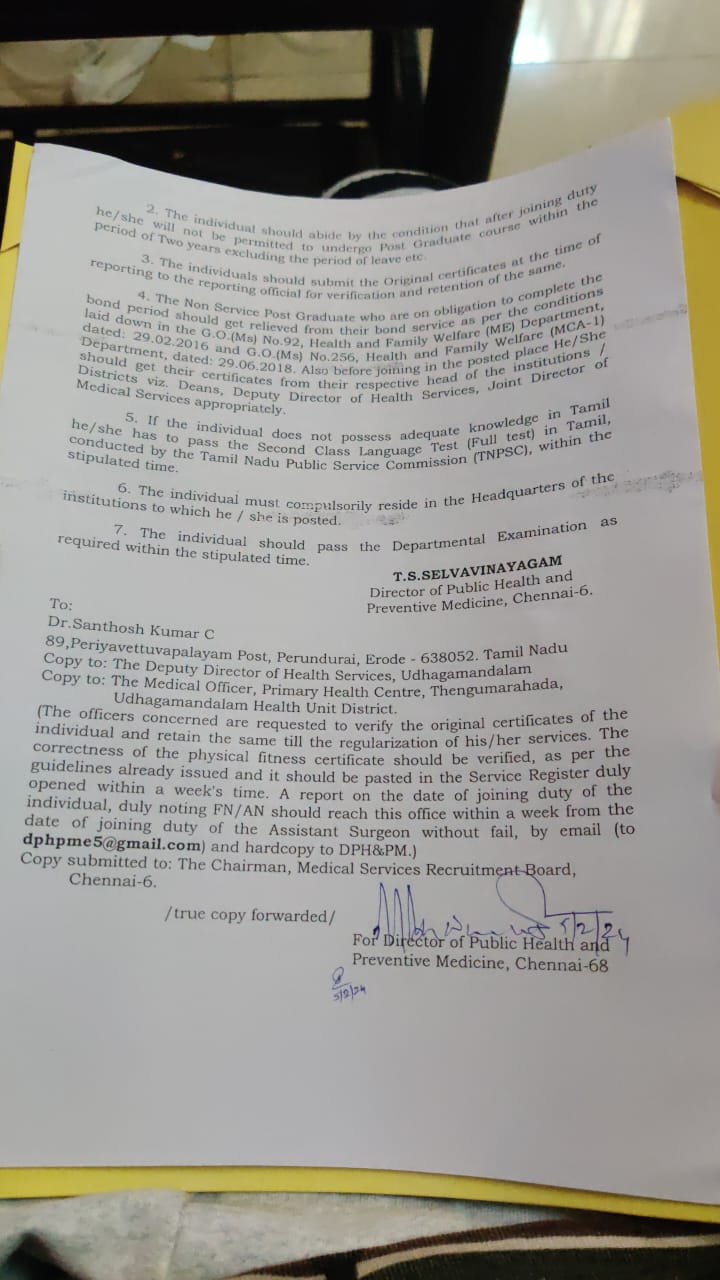 2. The individual should abide by the condition that after joining duty
he/she will not be permitted to undergo Post Graduate course within the
period of Two years excluding the period of leave etc.
3. The individuals should submit the Original certificates at the time of
reporting to the reporting official for verification and retention of the same.
4. The Non Service Post Graduate who are on obligation to complete the
bond period should get relieved from their bond service as per the conditions
laid down in the G.O.(Ms) No.92, Health and Family Welfare (ME) Department,
dated: 29.02.2016 and G.O.(Ms) No.256, Health and Family Welfare (MCA-1)
Department, dated: 29.06.2018. Also before joining in the posted place He/She
should get their certificates from their respective head of the institutions /
Districts viz. Deans, Deputy Director of Health Services, Joint Director of
Medical Services appropriately.
5. If the individual does not possess adequate knowledge in Tamil
he/she has to pass the Second Class Language Test (Full test) in Tamil,
conducted by the Tamil Nadu Public Service Commission (TNPSC), within the
stipulated time.
6. The individual must compulsorily reside in the Headquarters of the
institutions to which he / she is posted.
7. The individual should pass the Departmental Examination as
required within the stipulated time.
T.S.SELVAVINAYAGAM
Director of Public Health and
Preventive Medicine, Chennai-6.
To:
Dr.Santhosh Kumar C
89,Periyavettuvapalayam Post, Perundurai, Erode - 638052. Tamil Nadu
Copy to: The Deputy Director of Health Services, Udhagamandalam
Copy to: The Medical Officer, Primary Health Centre, Thengumarahada,
Udhagamandalam Health Unit District.
(The officers concerned are requested to verify the original certificates of the
individual and retain the same till the regularization of his/her services. The
correctness of the physical fitness certificate should be verified, as per the
guidelines already issued and it should be pasted in the Service Register duly
opened within a week's time. A report on the date of joining duty of the
individual, duly noting FN/AN should reach this office within a week from the
date of joining duty of the Assistant Surgeon without fail, by email (to
dphpme5@gmail.com) and hardcopy to DPH&PM.)
Copy submitted to: The Chairman, Medical Services Recruitment Board,
Chennai-6.
/true copy forwarded/
5/2/24
For Director of Public Health and
Preventive Medicine, Chennai-68
5/2/24